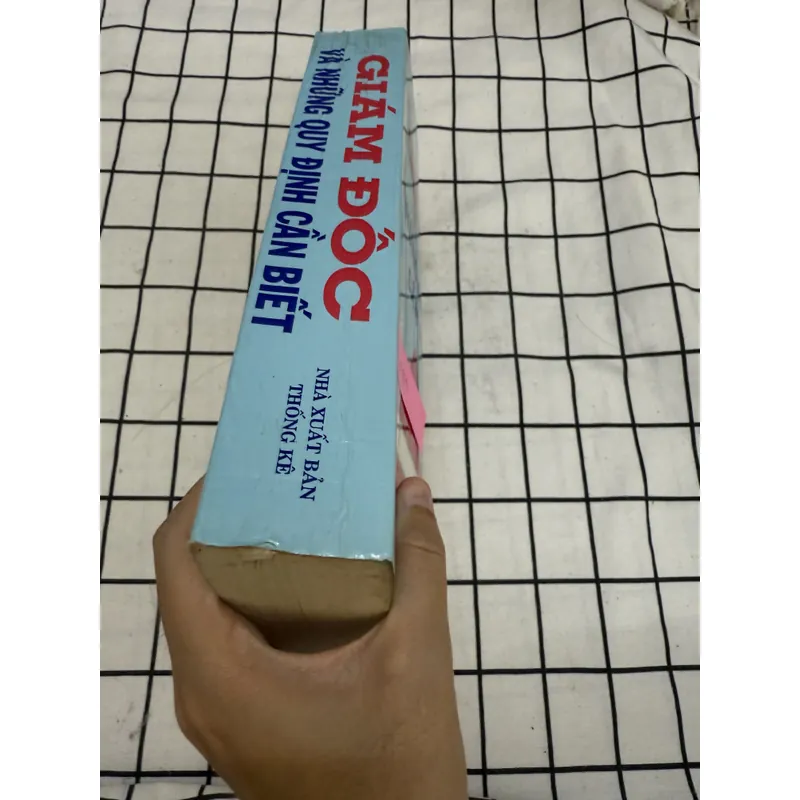 GIÁM ĐỐC
VÀ NHỮNG QUY ĐỊNH CẦN BIẾT
NHÀ XUẤT BẢN
THỐNG KÊ